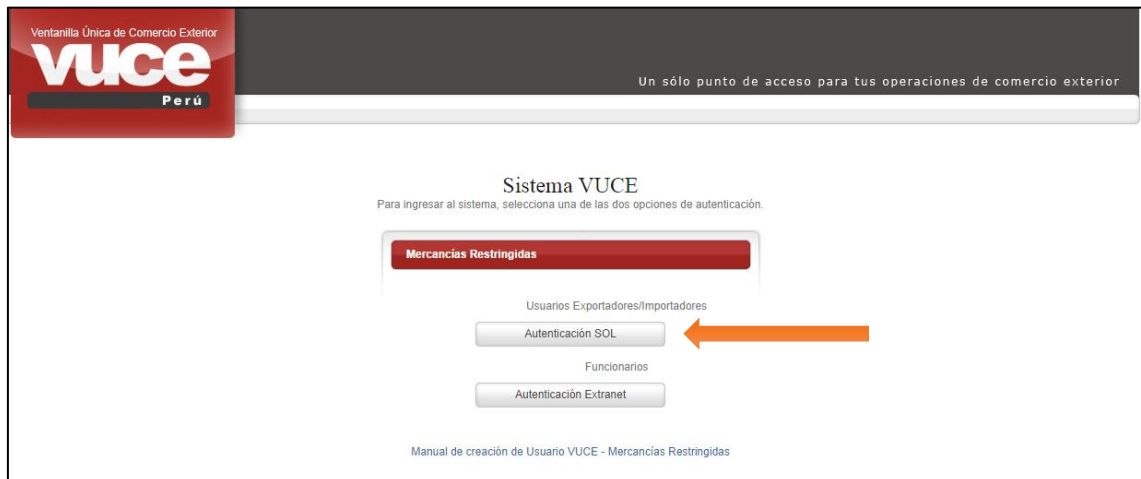 Ventanilla Única de Comercio Exterior
vuce
Perú
Un sólo punto de acceso para tus operaciones de comercio exterior
Sistema VUCE
Para ingresar al sistema, selecciona una de las dos opciones de autenticación.
Mercancías Restringidas
Usuarios Exportadores/Importadores
Autenticación SOL
Funcionarios
Autenticación Extranet
Manual de creación de Usuario VUCE - Mercancías Restringidas